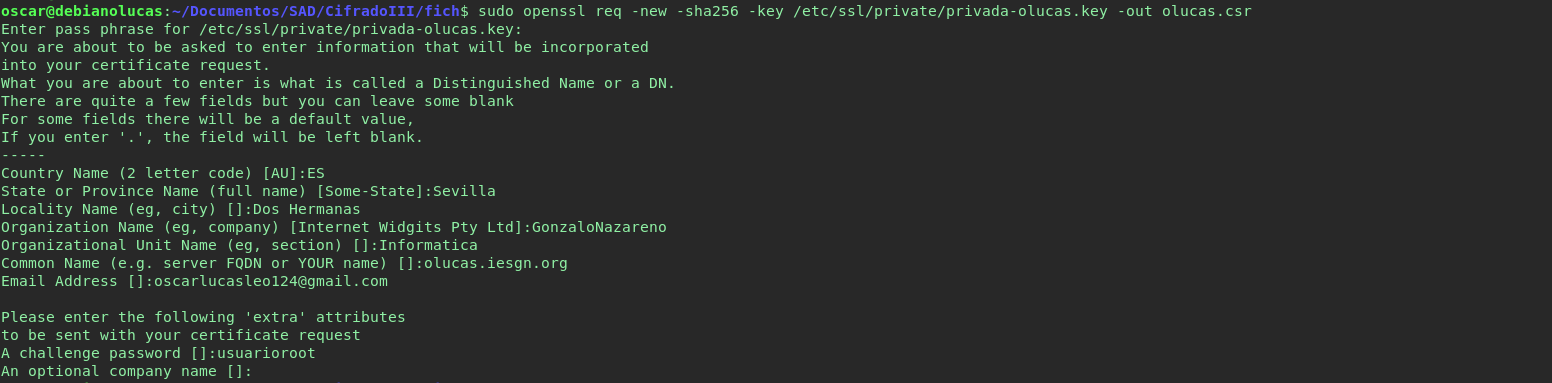 oscar@debianolucas:~/Documentos/SAD/CifradoIII/fich$ sudo openssl req -new -sha256 -key /etc/ssl/private/privada-olucas.key -out olucas.csr
Enter pass phrase for /etc/ssl/private/privada-olucas.key:
You are about to be asked to enter information that will be incorporated
into your certificate request.
What you are about to enter is what is called a Distinguished Name or a DN.
There are quite a few fields but you can leave some blank
For some fields there will be a default value,
If you enter '.', the field will be left blank.
-----
Country Name (2 letter code) [AU]:ES
State or Province Name (full name) [Some-State]:Sevilla
Locality Name (eg, city) []:Dos Hermanas
Organization Name (eg, company) [Internet Widgits Pty Ltd]:GonzaloNazareno
Organizational Unit Name (eg, section) []:Informatica
Common Name (e.g. server FQDN or YOUR name) []:olucas.iesgn.org
Email Address []:oscarlucasleo124@gmail.com

Please enter the following 'extra' attributes
to be sent with your certificate request
A challenge password []:usuarioroot
An optional company name []: